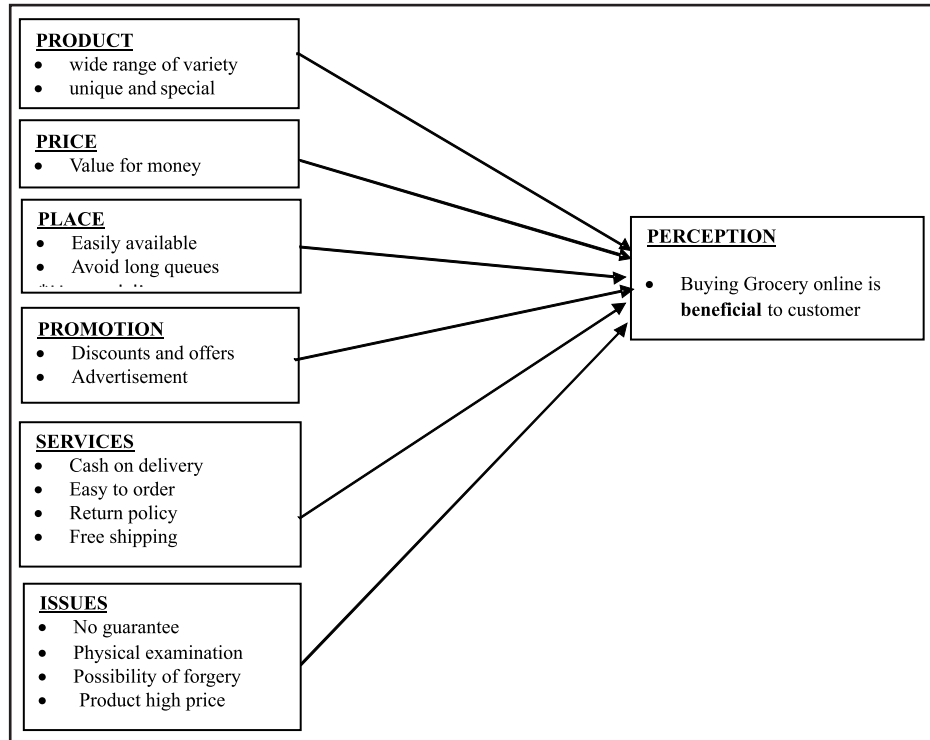 PRODUCT
• wide range of variety
• unique and special
PRICE
• Value for money
PLACE
• Easily available
• Avoid long queues
PROMOTION
• Discounts and offers
• Advertisement
SERVICES
• Cash on delivery
• Easy to order
• Return policy
• Free shipping
ISSUES
• No guarantee
• Physical examination
• Possibility of forgery
• Product high price
PERCEPTION
• Buying Grocery online is
beneficial to customer